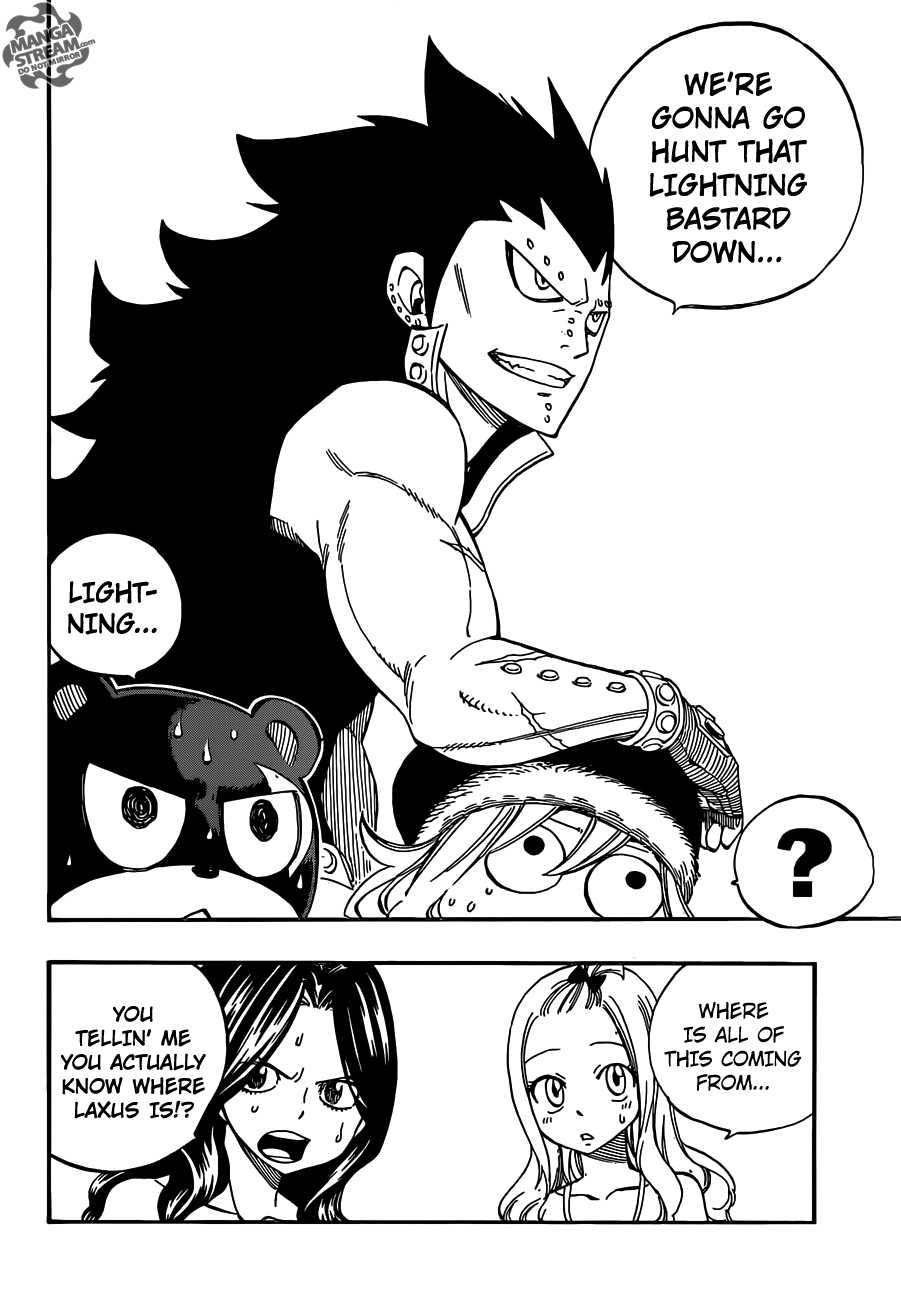 MANGA
STREAM.com
DO NOT MIRROR
WE'RE
GONNA GO
HUNT THAT
LIGHTNING
BASTARD
DOWN...
LIGHT-
NING...
?
YOU
TELLIN' ME
YOU ACTUALLY
KNOW WHERE
LAXUS IS!?
WHERE
IS ALL OF
THIS COMING
FROM...